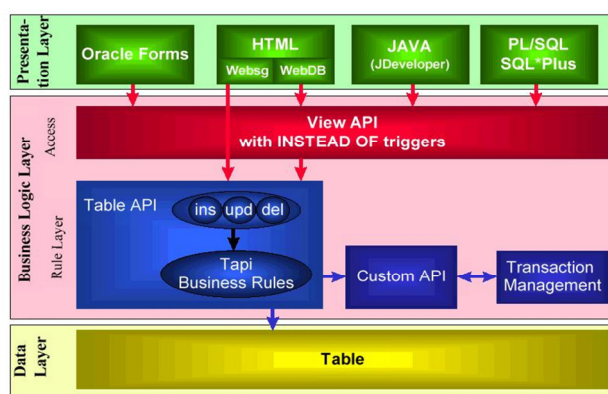 Presenta-
tion Layer
Oracle Forms
HTML
Websg
WebDB
JAVA
(JDeveloper)
PL/SQL
SQL*Plus
Business Logic Layer
Access
View API
with INSTEAD OF triggers
Rule Layer
Table API
ins
upd
del
Tapi
Business Rules
Custom API
Transaction
Management
Data
Layer
Table